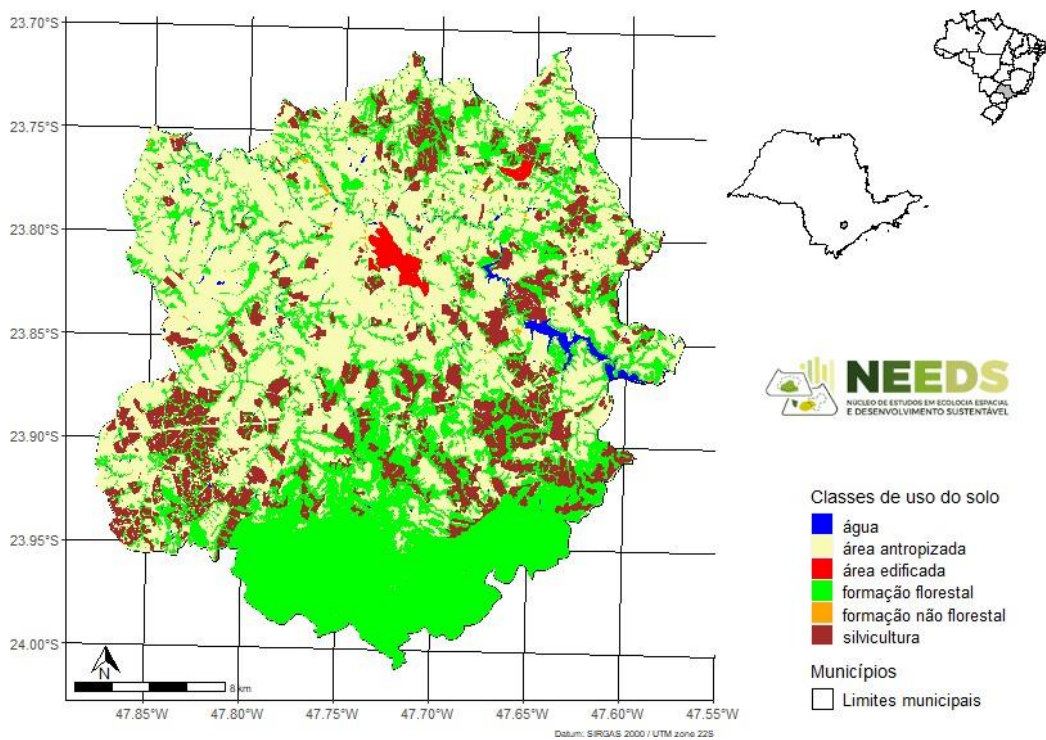 23.70°S
23.75°S
23.80°S
23.85°S
23.90°S
23.95°S
24.00°S
N
8 km
47.85°W 47.80°W 47.75°W 47.70°W 47.65°W 47.60°W 47.55°W
Datum: SIRGAS 2000 / UTM zone 22S
NEEDS
NÚCLEO DE ESTUDOS EM ECOLOGIA ESPACIAL
E DESENVOLVIMENTO SUSTENTÁVEL
Classes de uso do solo
água
área antropizada
área edificada
formação florestal
formação não florestal
silvicultura
Municípios
Limites municipais